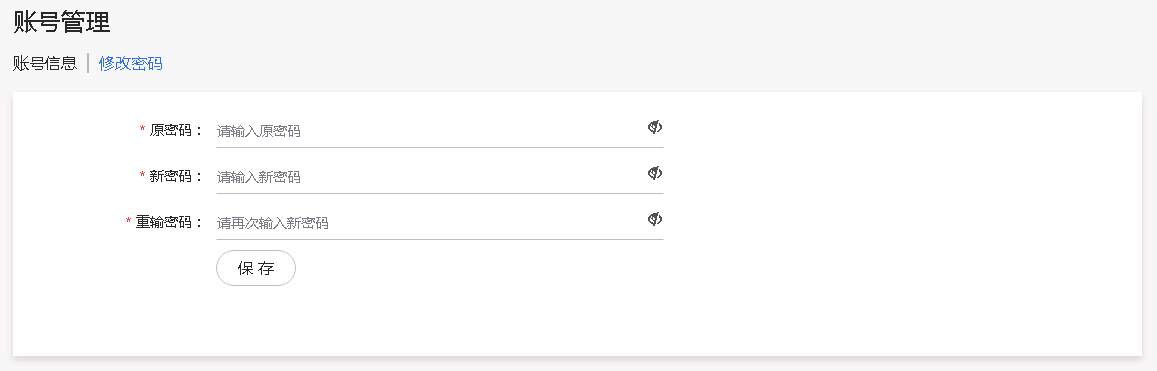 账号管理
账号信息 修改密码
* 原密码： 请输入原密码
* 新密码： 请输入新密码
* 重输密码： 请再次输入新密码
保 存